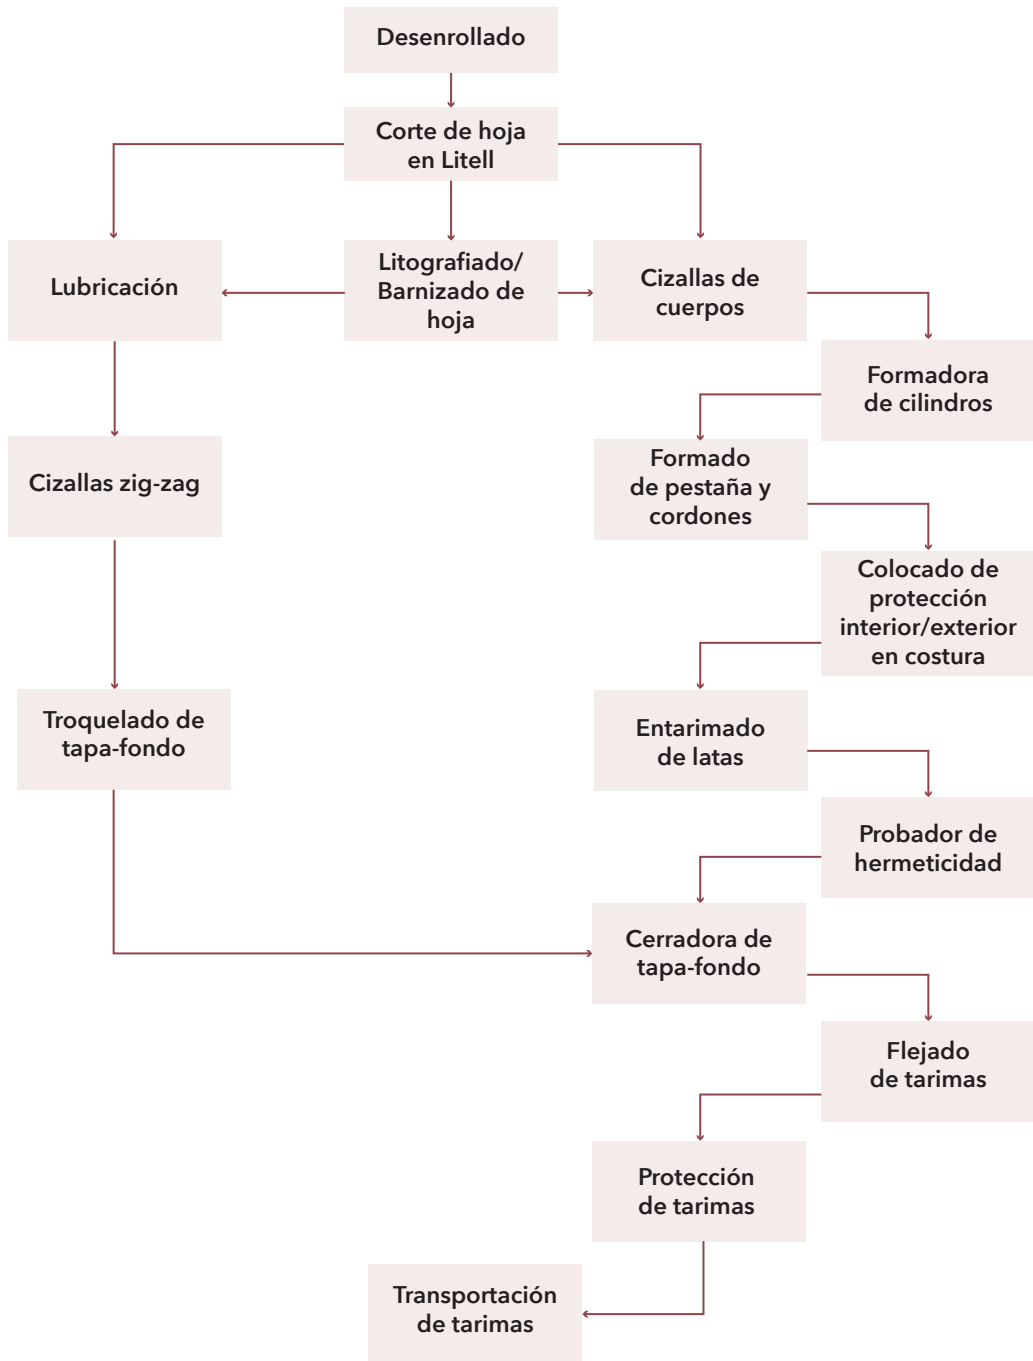 Desenrollado
Corte de hoja
en Litell
Lubricación
Litografiado/
Barnizado de
hoja
Cizallas de
cuerpos
Formadora
de cilindros
Cizallas zig-zag
Formado
de pestaña y
cordones
Colocado de
protección
interior/exterior
en costura
Troquelado de
tapa-fondo
Entarimado
de latas
Probador de
hermeticidad
Cerradora de
tapa-fondo
Flejado
de tarimas
Protección
de tarimas
Transportación
de tarimas